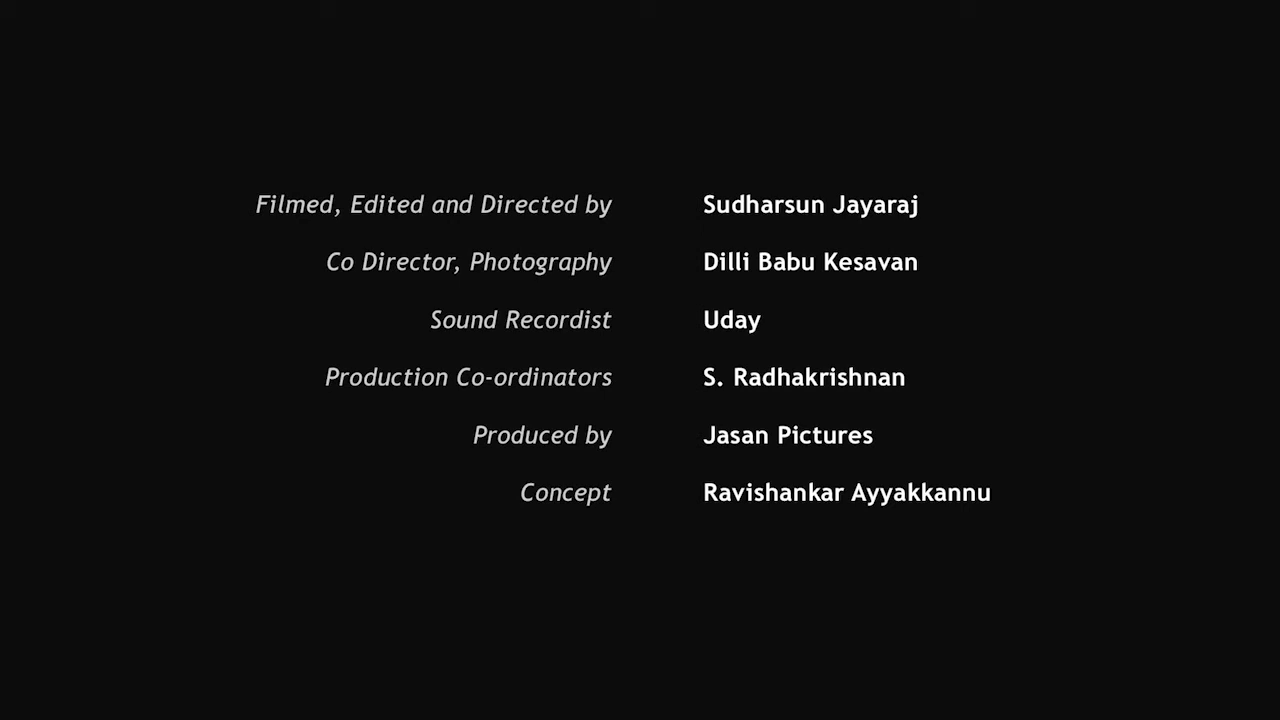 Filmed, Edited and Directed by Sudharsun Jayaraj
Co Director, Photography Dilli Babu Kesavan
Sound Recordist Uday
Production Co-ordinators S. Radhakrishnan
Produced by Jasan Pictures
Concept Ravishankar Ayyakkannu